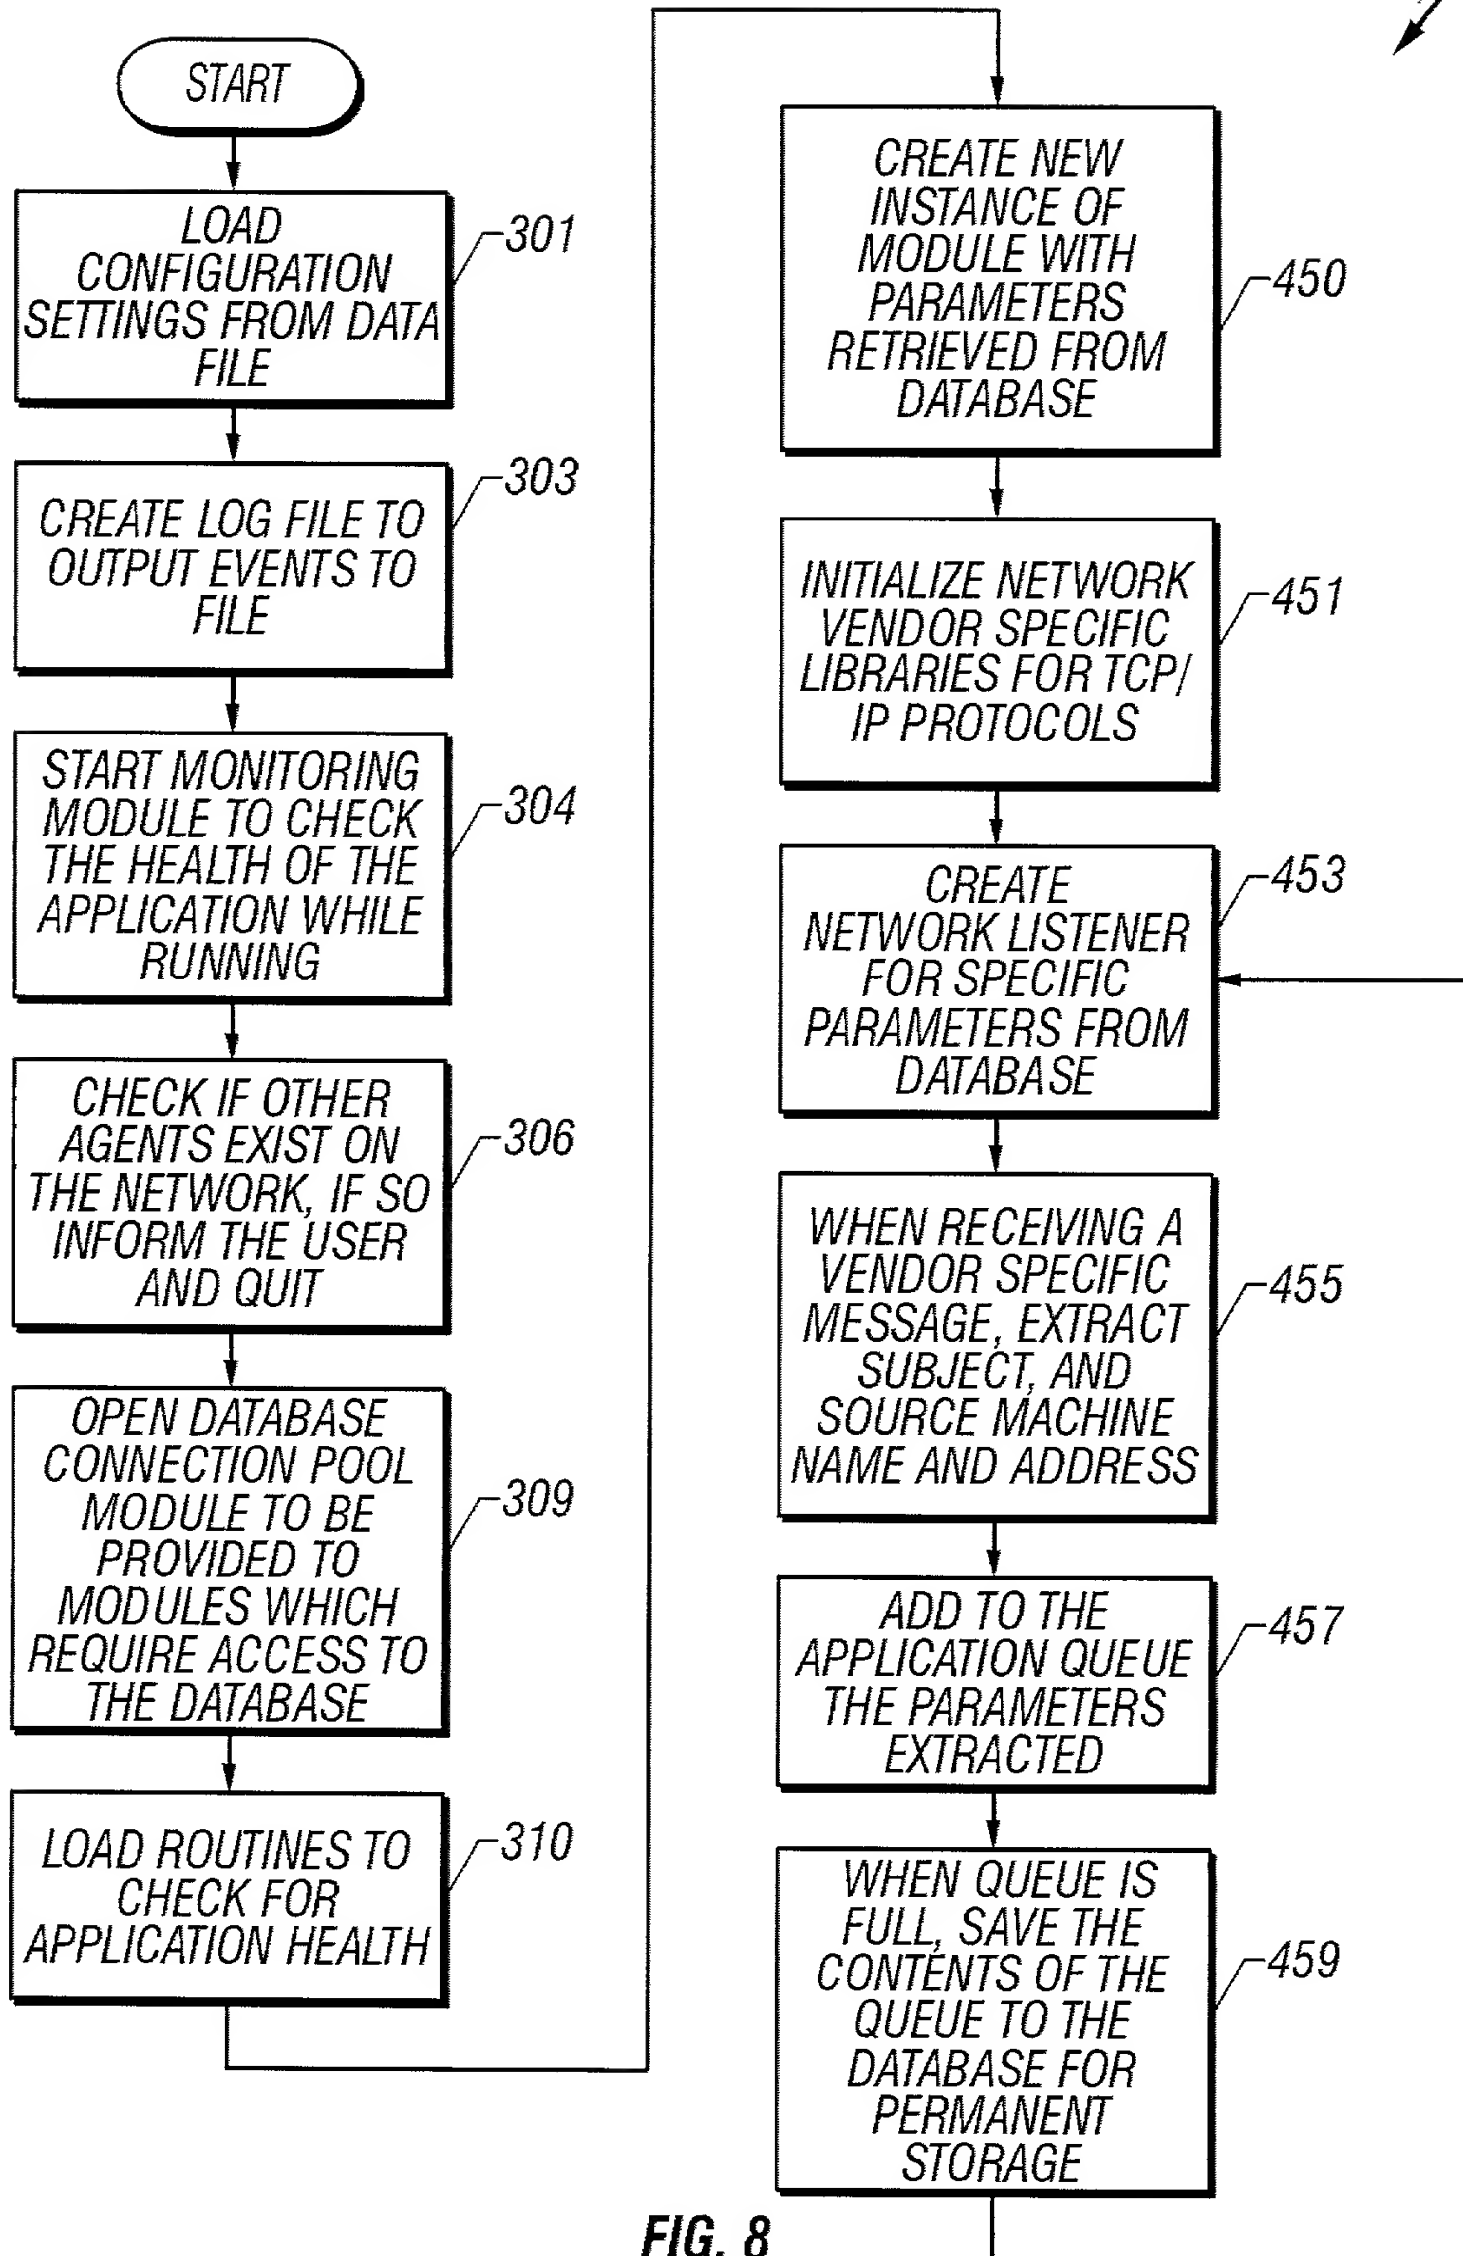 START
LOAD
CONFIGURATION
SETTINGS FROM DATA
FILE
301
CREATE LOG FILE TO
OUTPUT EVENTS TO
FILE
303
START MONITORING
MODULE TO CHECK
THE HEALTH OF THE
APPLICATION WHILE
RUNNING
304
CHECK IF OTHER
AGENTS EXIST ON
THE NETWORK, IF SO
INFORM THE USER
AND QUIT
306
OPEN DATABASE
CONNECTION POOL
MODULE TO BE
PROVIDED TO
MODULES WHICH
REQUIRE ACCESS TO
THE DATABASE
309
LOAD ROUTINES TO
CHECK FOR
APPLICATION HEALTH
310
CREATE NEW
INSTANCE OF
MODULE WITH
PARAMETERS
RETRIEVED FROM
DATABASE
450
INITIALIZE NETWORK
VENDOR SPECIFIC
LIBRARIES FOR TCP/
IP PROTOCOLS
451
CREATE
NETWORK LISTENER
FOR SPECIFIC
PARAMETERS FROM
DATABASE
453
WHEN RECEIVING A
VENDOR SPECIFIC
MESSAGE, EXTRACT
SUBJECT, AND
SOURCE MACHINE
NAME AND ADDRESS
455
ADD TO THE
APPLICATION QUEUE
THE PARAMETERS
EXTRACTED
457
WHEN QUEUE IS
FULL, SAVE THE
CONTENTS OF THE
QUEUE TO THE
DATABASE FOR
PERMANENT
STORAGE
459
FIG. 8